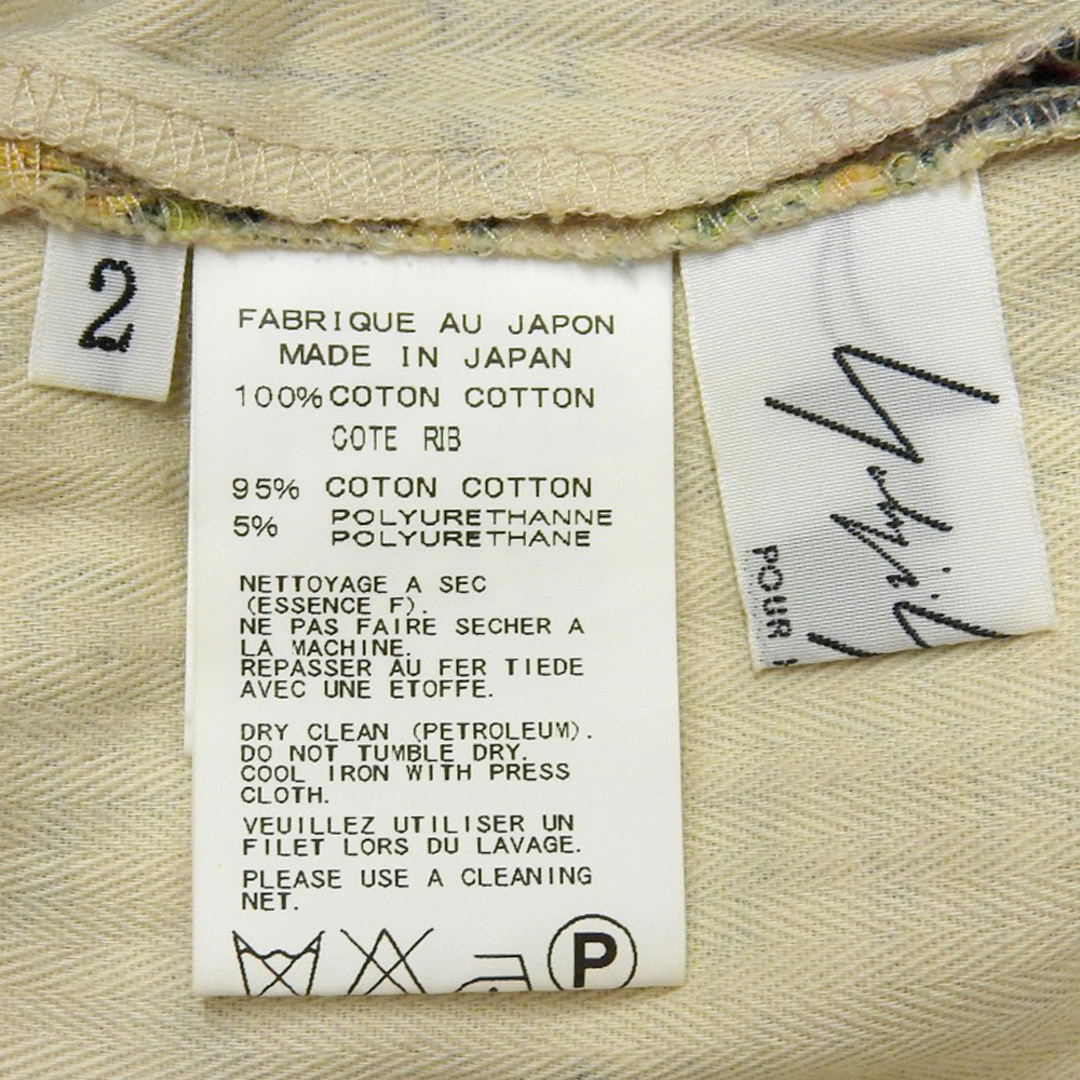 2
FABRIQUE AU JAPON
MADE IN JAPAN
100% COTON COTTON
COTE RIB
95% COTON COTTON
5% POLYURETHANNE
POLYURETHANE
NETTOYAGE A SEC
(ESSENCE F).
NE PAS FAIRE SECHER A
LA MACHINE.
REPASSER AU FER TIEDE
AVEC UNE ETOFFE.
DRY CLEAN (PETROLEUM).
DO NOT TUMBLE DRY.
COOL IRON WITH PRESS
CLOTH.
VEUILLEZ UTILISER UN
FILET LORS DU LAVAGE.
PLEASE USE A CLEANING
NET.
P
POUR